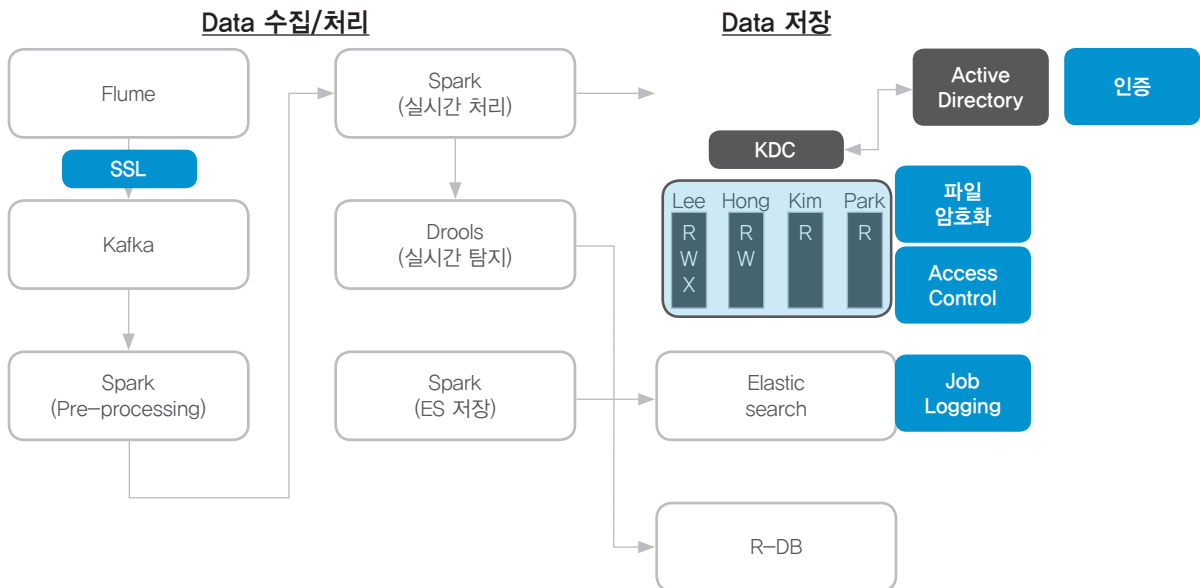 Data 수집/처리
Data 저장
Flume
SSL
Kafka
Spark
(Pre-processing)
Spark
(실시간 처리)
Drools
(실시간 탐지)
Spark
(ES 저장)
Active
Directory
인증
KDC
Lee Hong Kim Park
R R R R
W W
X
파일
암호화
Access
Control
Elastic
search
Job
Logging
R-DB